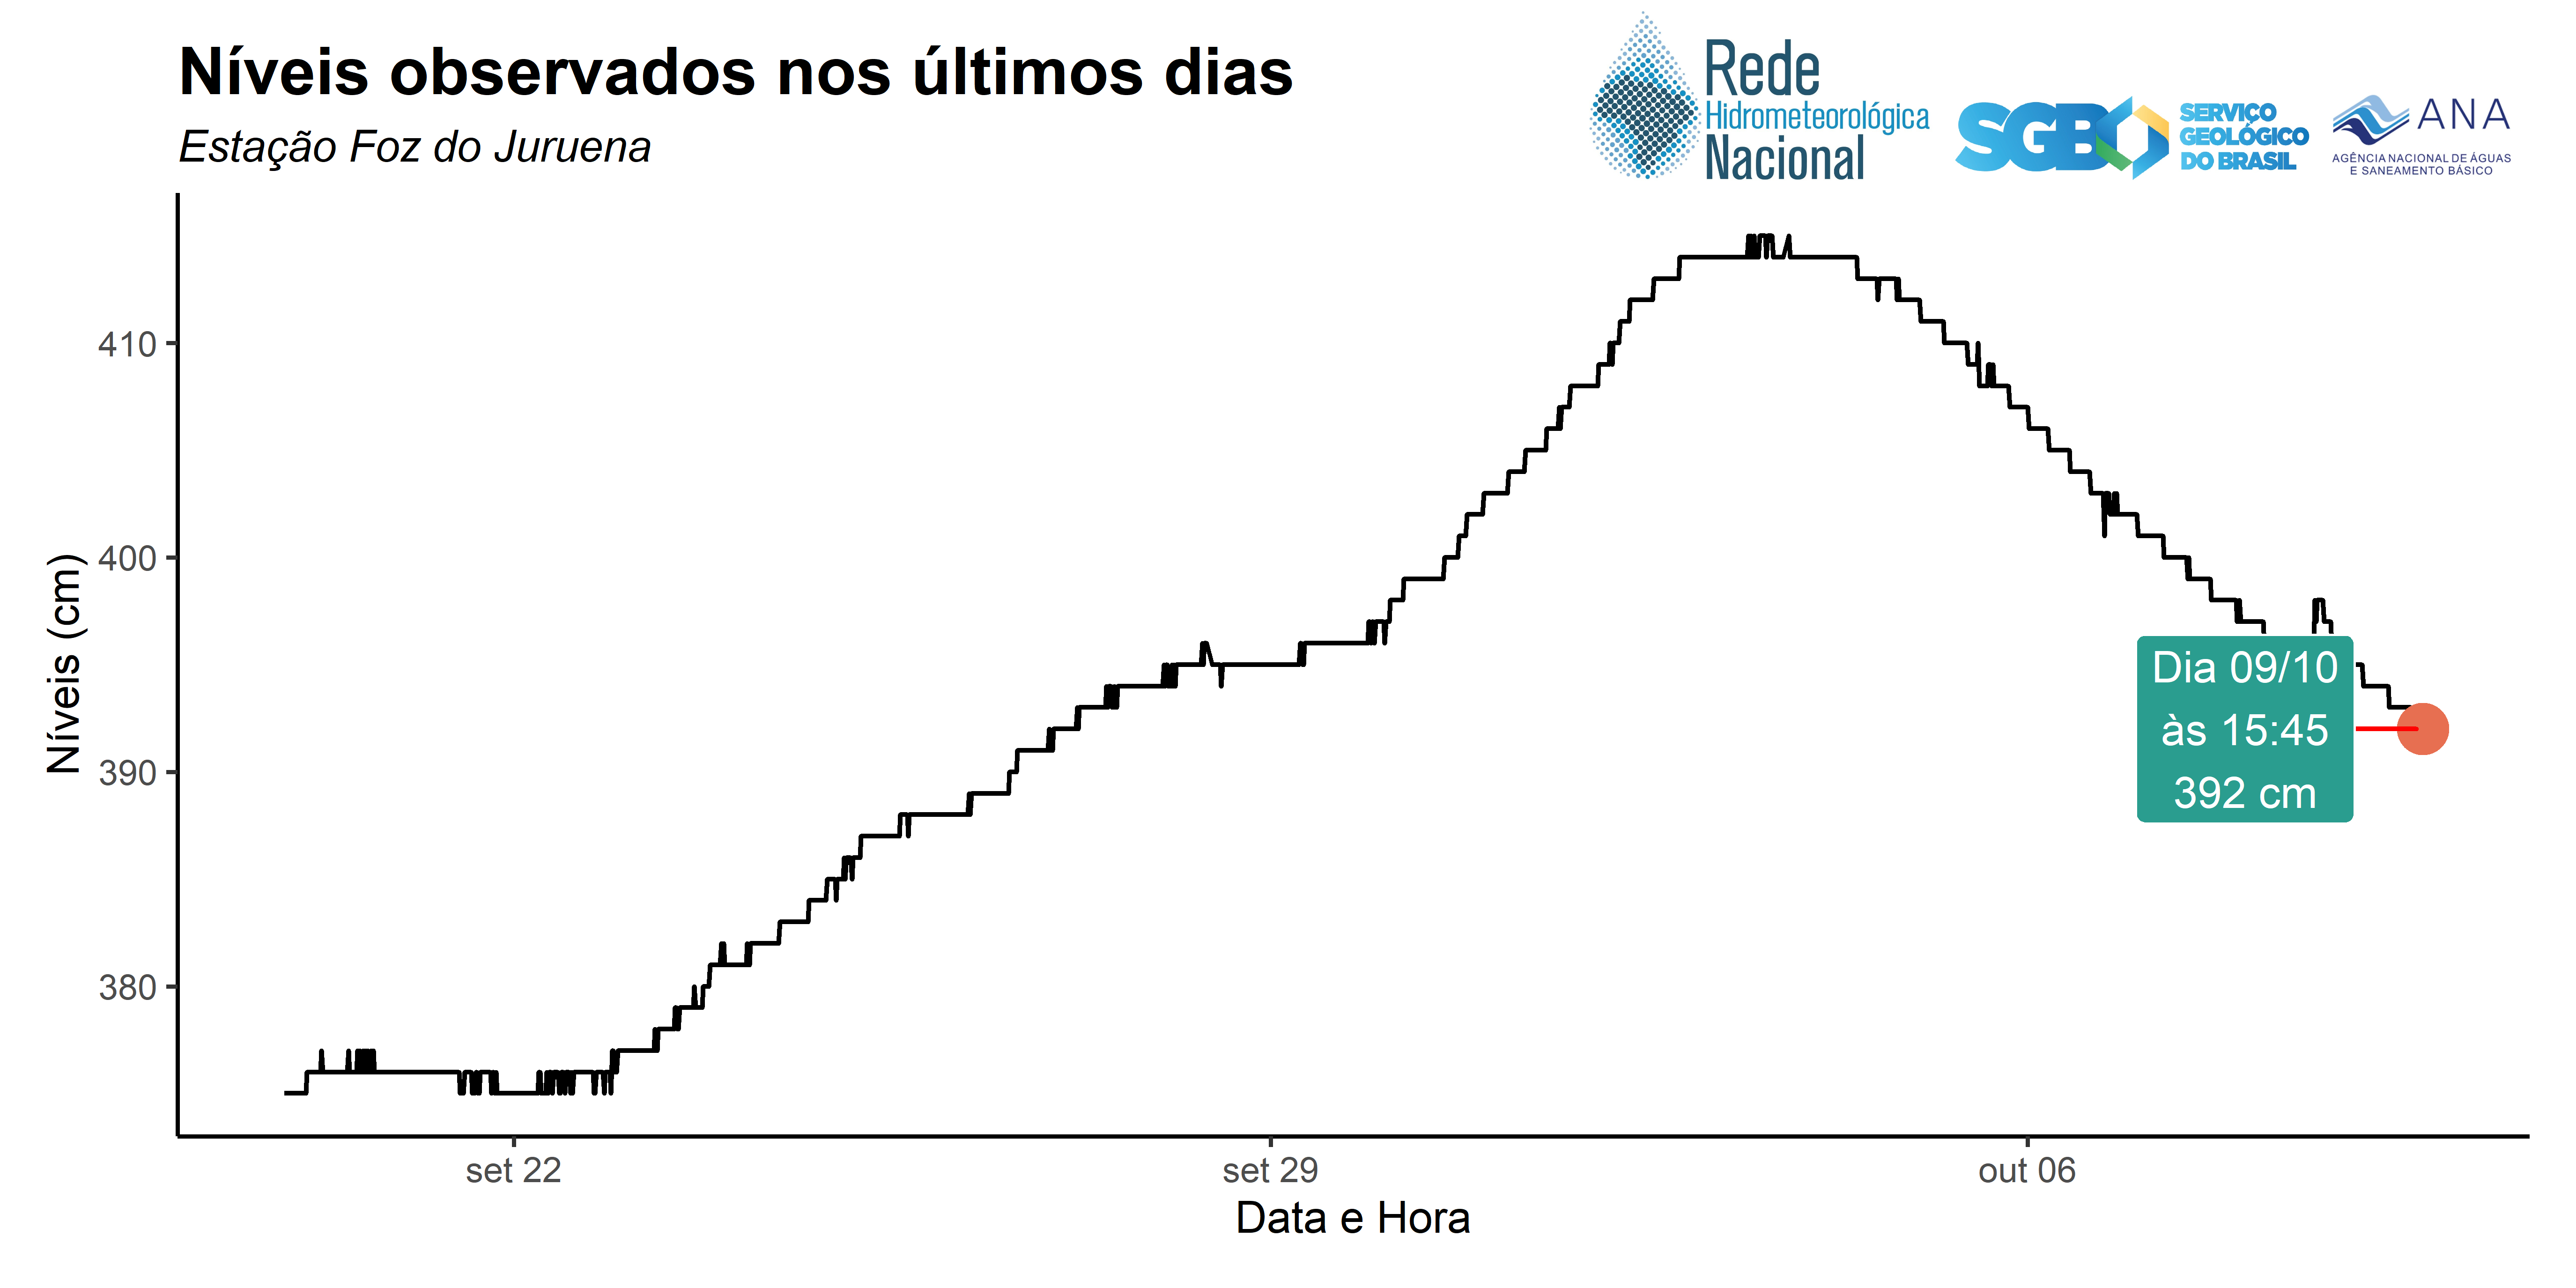 Níveis observados nos últimos dias
Estação Foz do Juruena
Rede
Hidrometeorológica
Nacional
SGB
SERVIÇO
GEOLÓGICO
DO BRASIL
ANA
AGÊNCIA NACIONAL DE ÁGUAS
E SANEAMENTO BÁSICO
Níveis (cm)
410
400
390
380
Dia 09/10
às 15:45
392 cm
set 22
set 29
out 06
Data e Hora